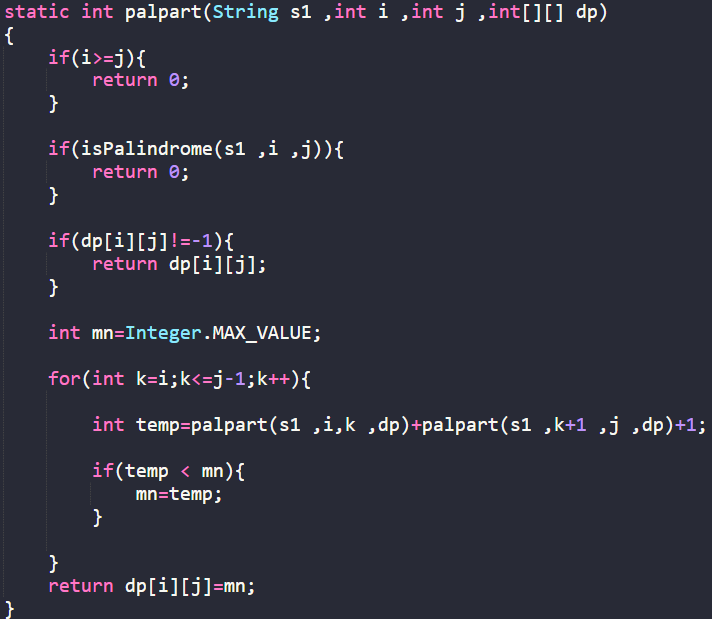 static int palpart(String s1 ,int i ,int j ,int[][] dp)
{
    if(i>=j){
        return 0;
    }
    if(isPalindrome(s1 ,i ,j)){
        return 0;
    }
    if(dp[i][j]!=-1){
        return dp[i][j];
    }
    int mn=Integer.MAX_VALUE;
    for(int k=i;k<=j-1;k++){
        int temp=palpart(s1 ,i,k ,dp)+palpart(s1 ,k+1 ,j ,dp)+1;
        if(temp < mn){
            mn=temp;
        }
    }
    return dp[i][j]=mn;
}